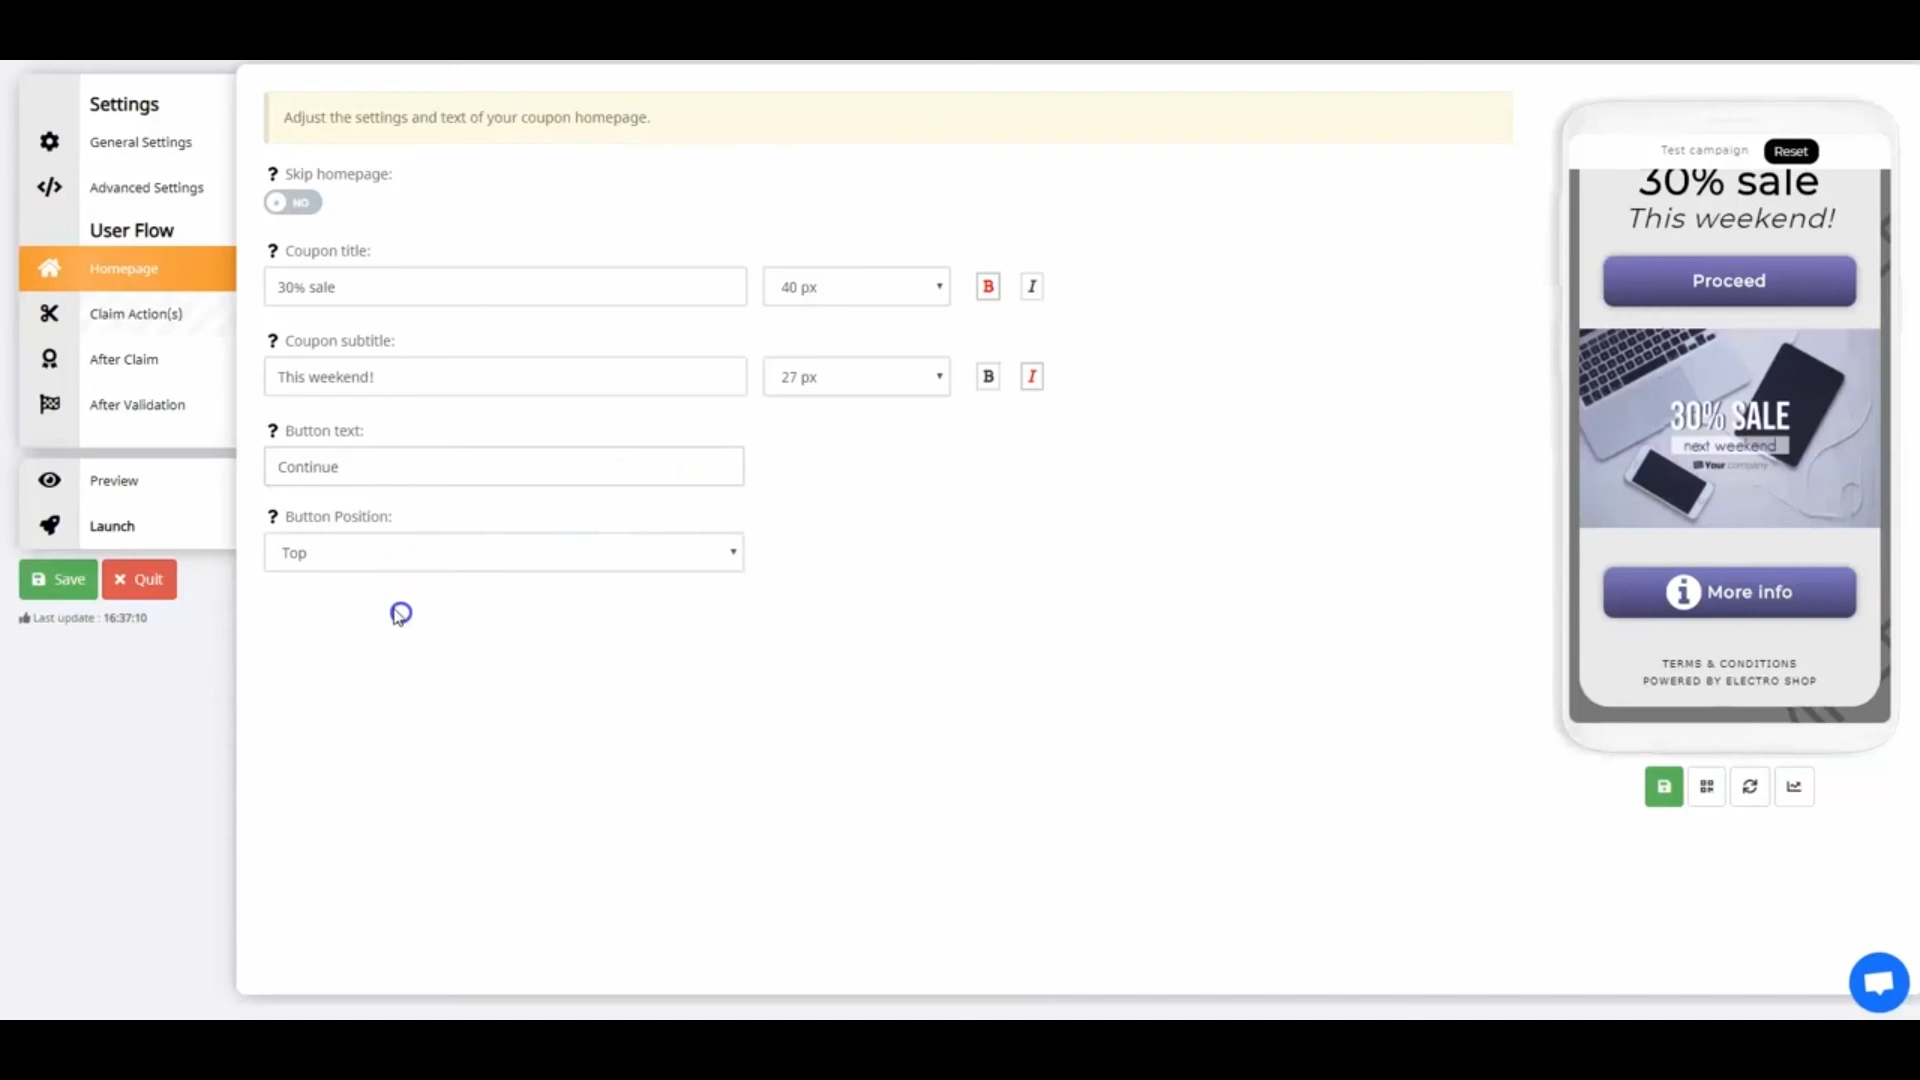 Settings
General Settings
Advanced Settings
User Flow
Homepage
Claim Action(s)
After Claim
After Validation
Preview
Launch
Save
Quit
Last update : 16:37:10
Adjust the settings and text of your coupon homepage.
? Skip homepage:
NO
? Coupon title:
30% sale
40 px
B
I
? Coupon subtitle:
This weekend!
27 px
B
I
? Button text:
Continue
? Button Position:
Top
Test campaign
Reset
30% sale
This weekend!
Proceed
30% SALE
next weekend
Your company
More info
TERMS & CONDITIONS
POWERED BY ELECTRO SHOP